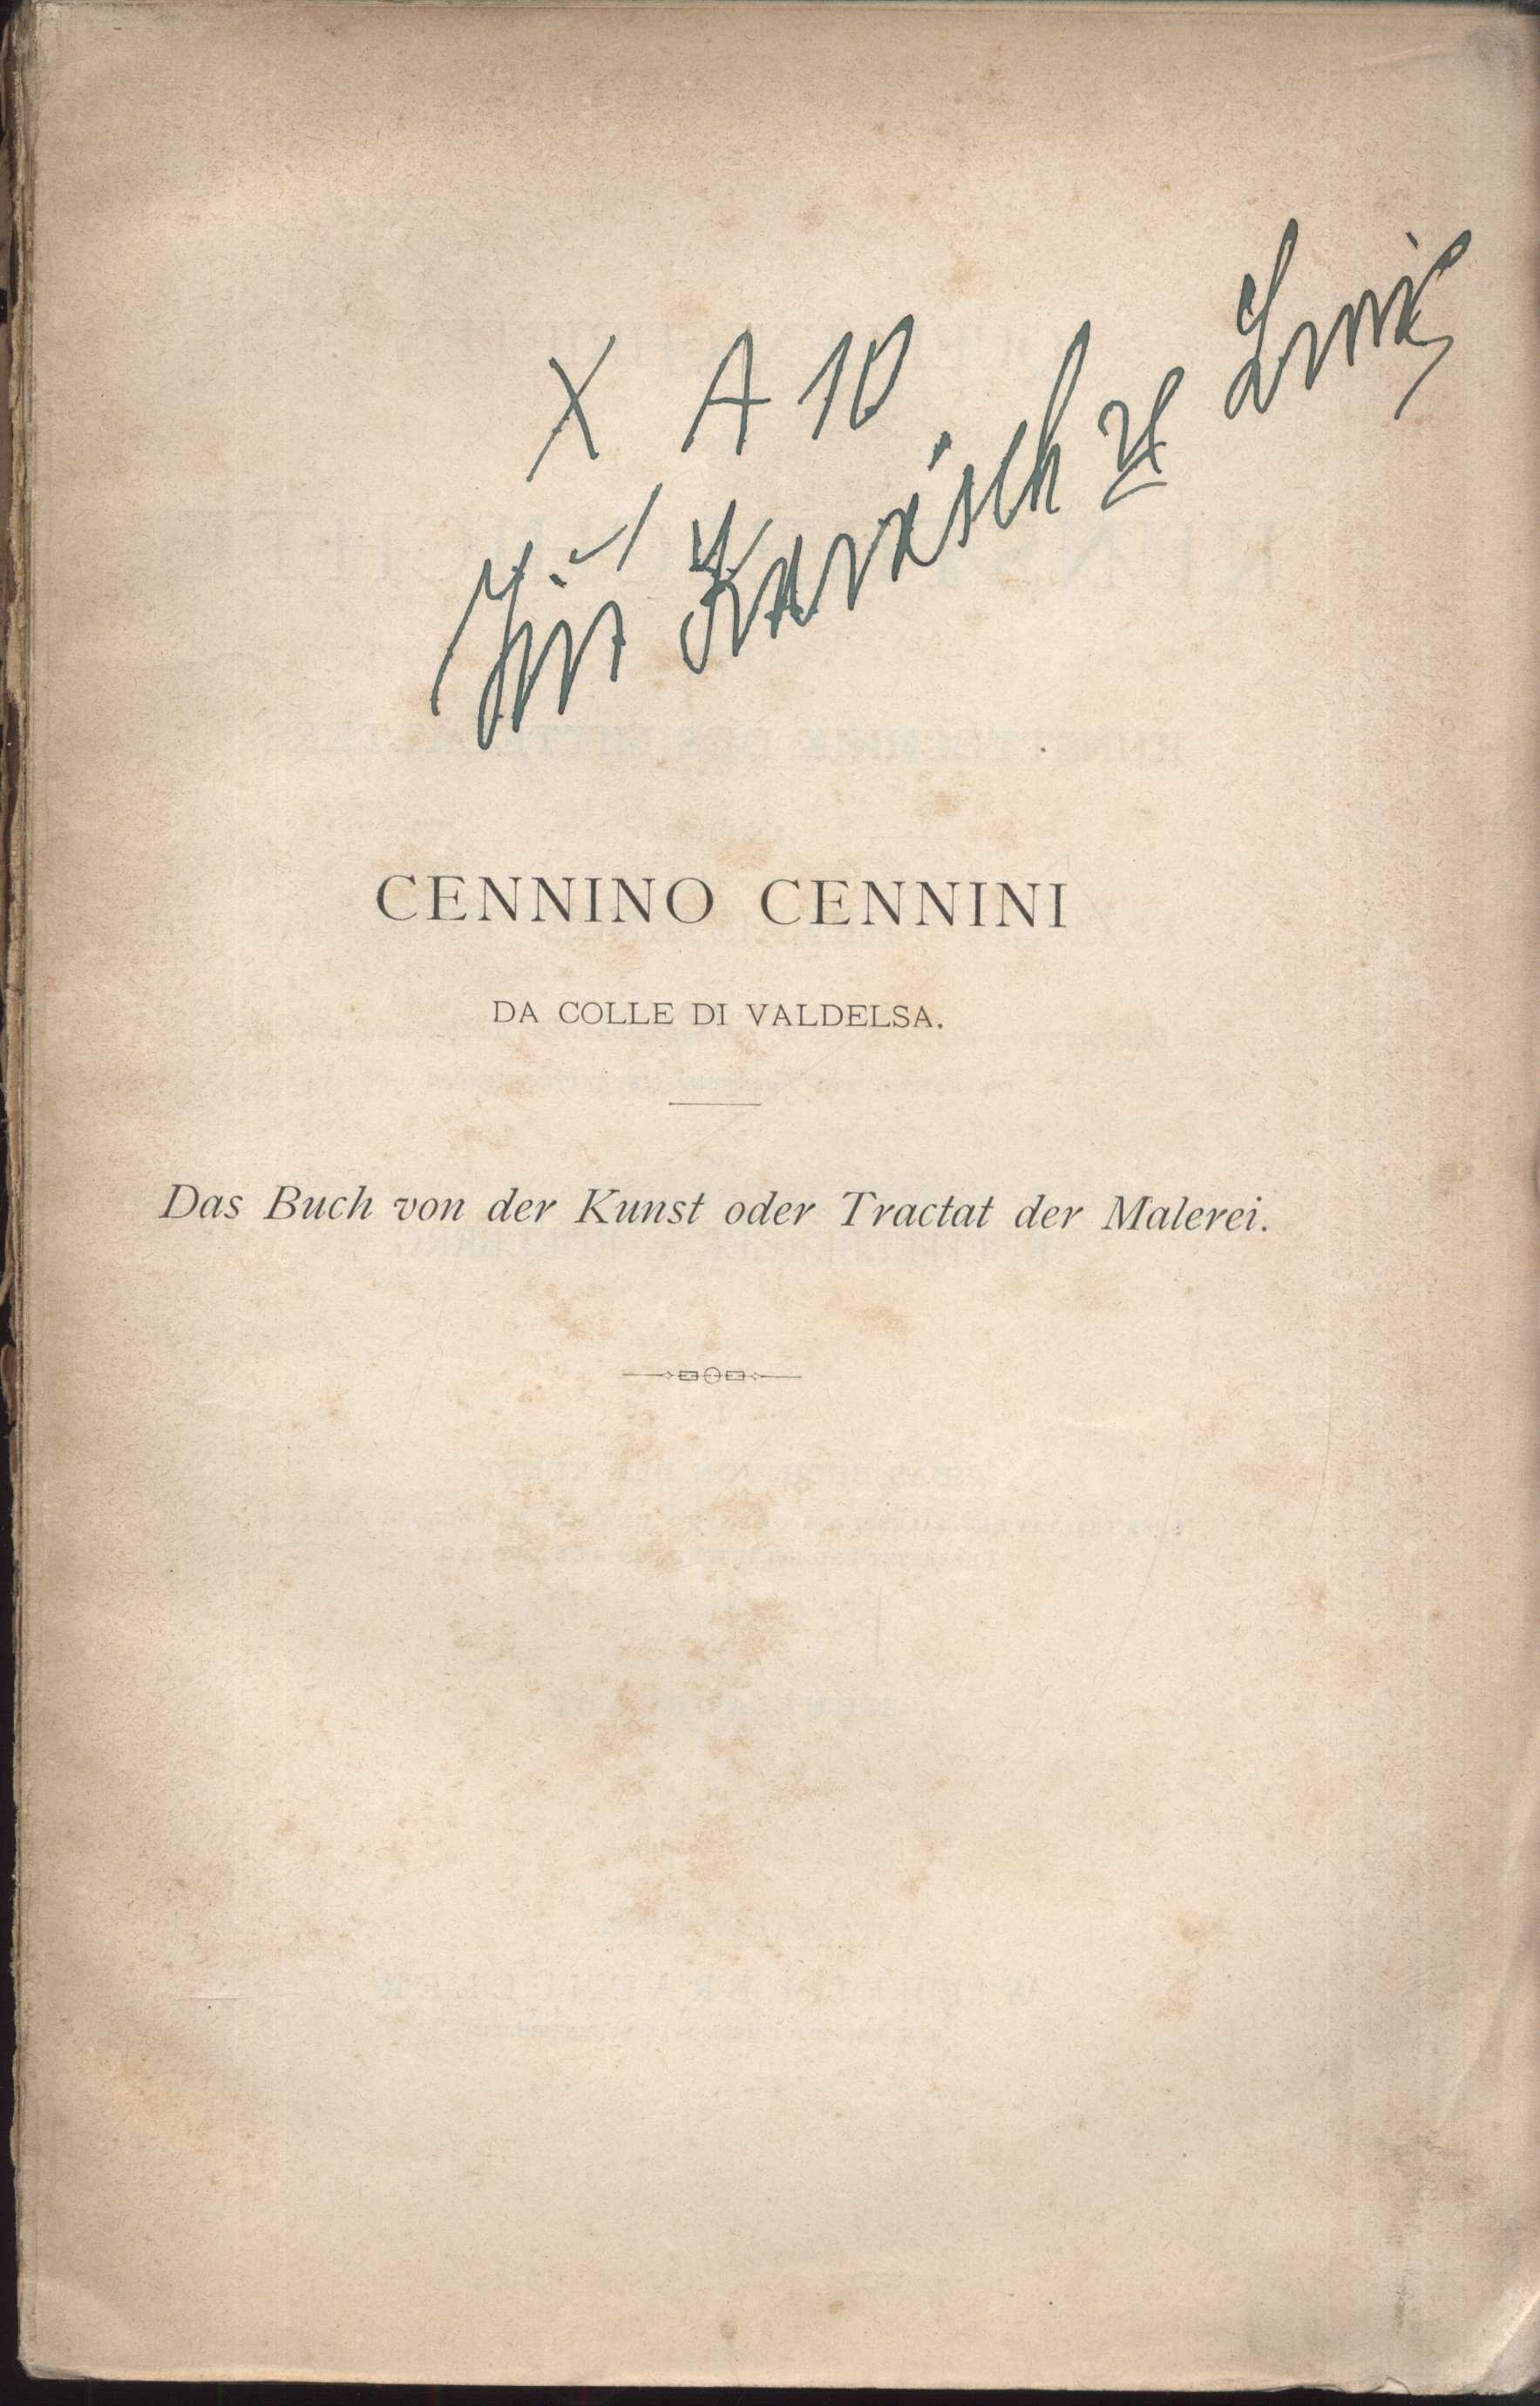 X A 10
Jiří Karásek ze Lvovic
CENNINO CENNINI
DA COLLE DI VALDELSA.
Das Buch von der Kunst oder Tractat der Malerei.